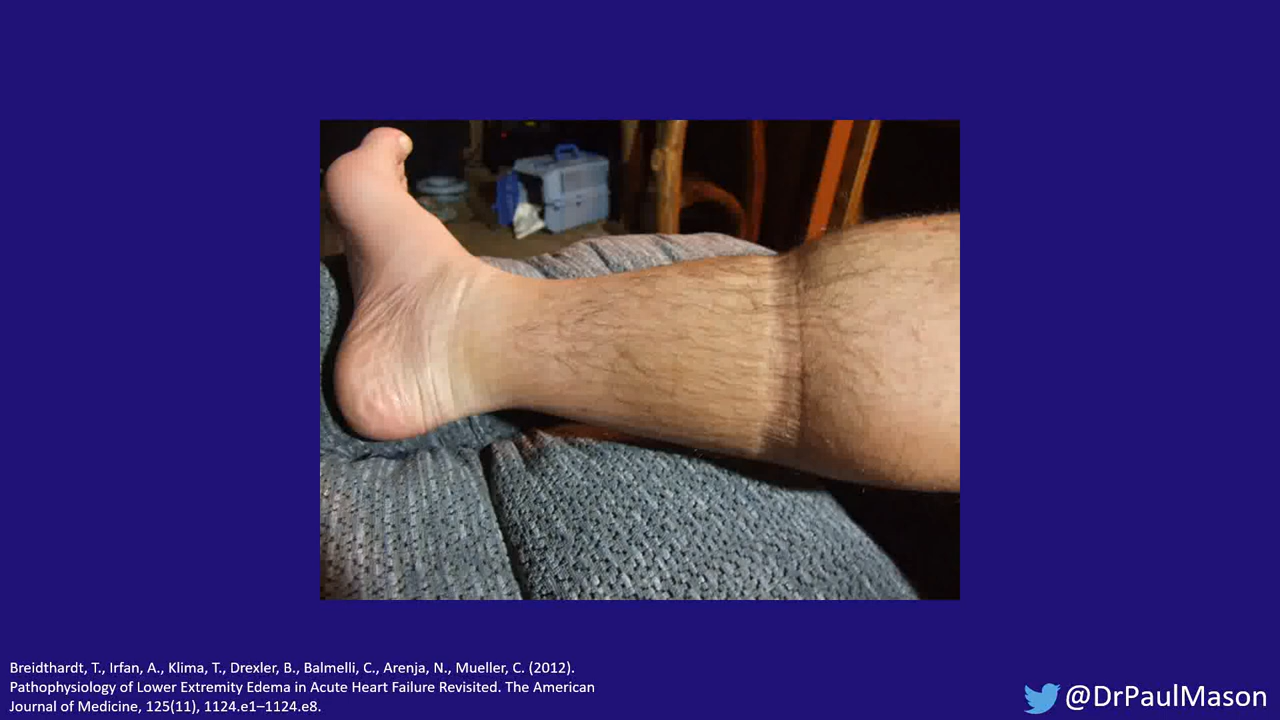 Breidthardt, T., Irfan, A., Klima, T., Drexler, B., Balmelli, C., Arenja, N., Mueller, C. (2012).
Pathophysiology of Lower Extremity Edema in Acute Heart Failure Revisited. The American
Journal of Medicine, 125(11), 1124.e1–1124.e8.
@DrPaulMason